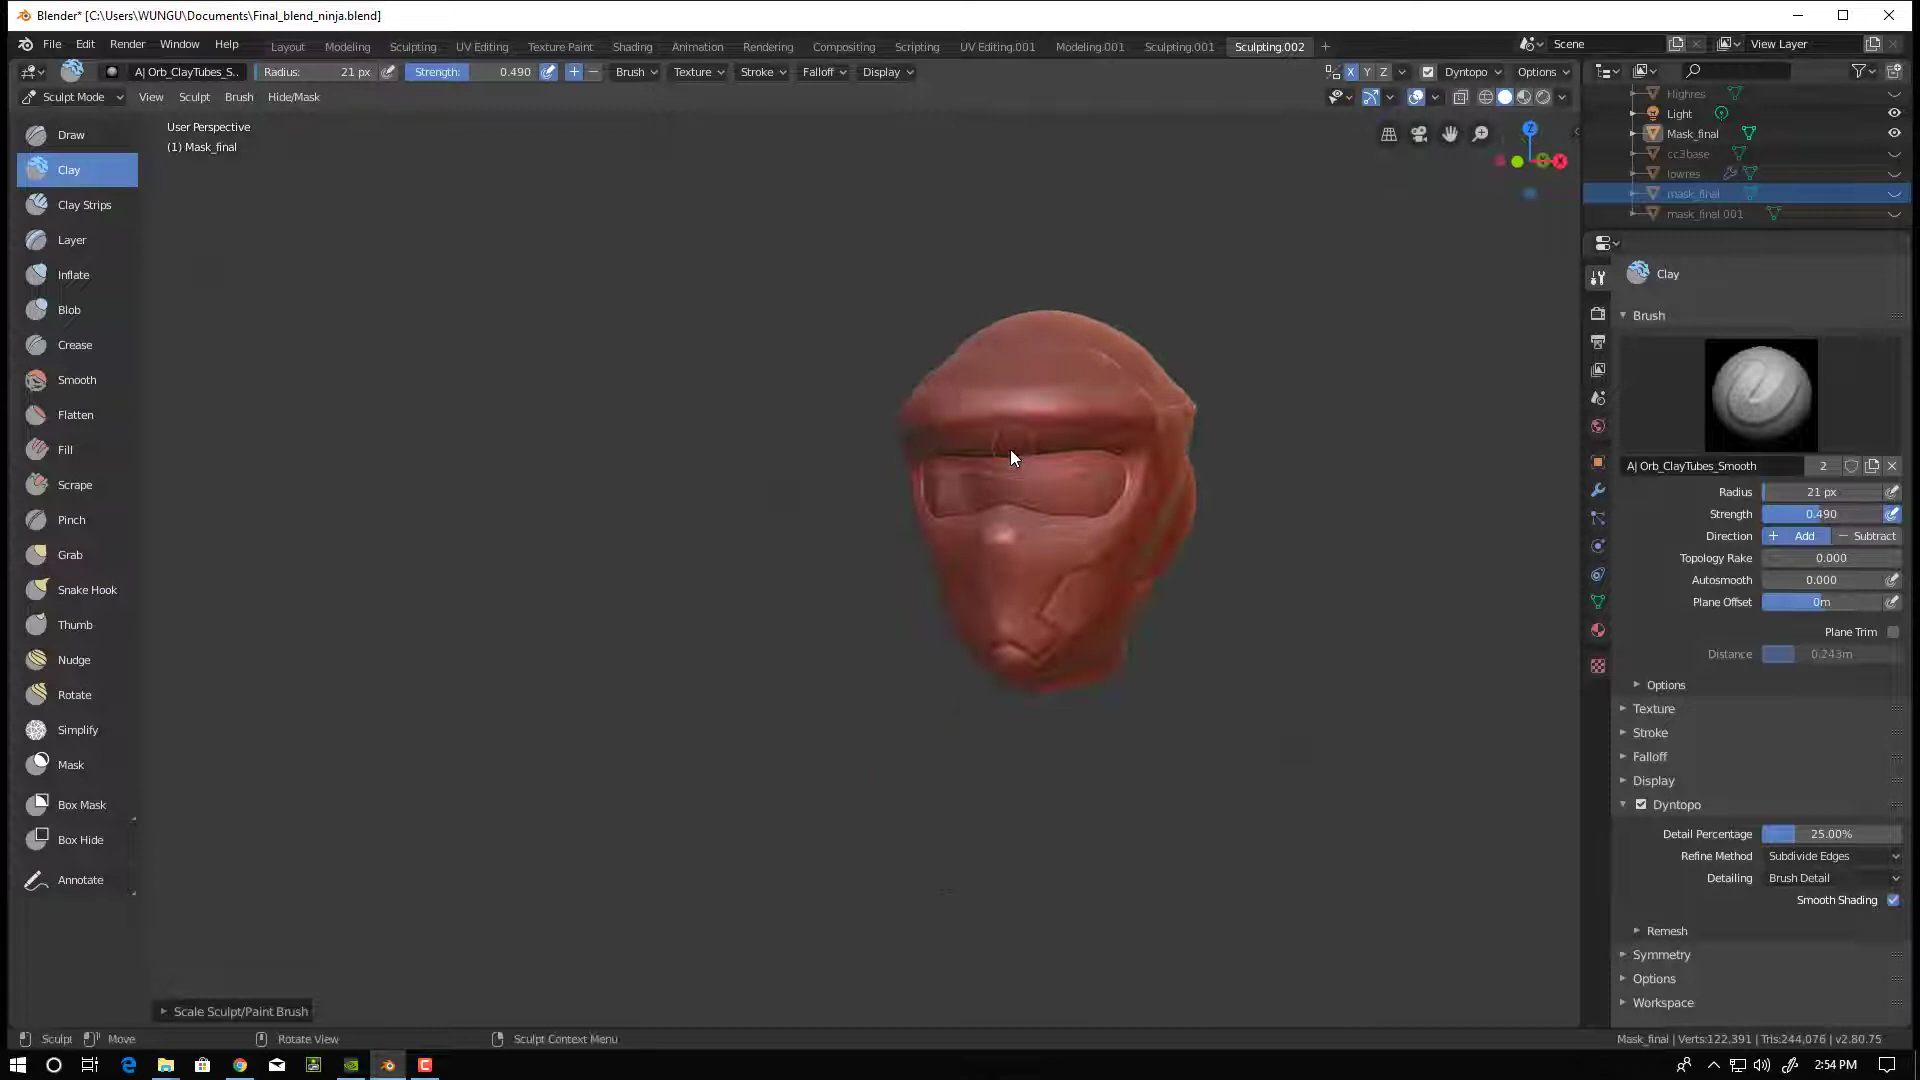 Blender* [C:\Users\WUNGU\Documents\Final_blend_ninja.blend]
File Edit Render Window Help Layout Modeling Sculpting UV Editing Texture Paint Shading Animation Rendering Compositing Scripting UV Editing.001 Modeling.001 Sculpting.001 Sculpting.002 + Scene View Layer
A| Orb_ClayTubes_S.. Radius: 21 px Strength: 0.490 Brush Texture Stroke Falloff Display X Y Z Dyntopo Options
Sculpt Mode View Sculpt Brush Hide/Mask
User Perspective
(1) Mask_final
Z
X
Draw
Clay
Clay Strips
Layer
Inflate
Blob
Crease
Smooth
Flatten
Fill
Scrape
Pinch
Grab
Snake Hook
Thumb
Nudge
Rotate
Simplify
Mask
Box Mask
Box Hide
Annotate
Highres
Light
Mask_final
cc3base
lowres
mask_final
mask_final 001
Clay
Brush
A| Orb_ClayTubes_Smooth 2
Radius 21 px
Strength 0.490
Direction + Add − Subtract
Topology Rake 0.000
Autosmooth 0.000
Plane Offset 0m
Plane Trim
Distance 0.243m
Options
Texture
Stroke
Falloff
Display
Dyntopo
Detail Percentage 25.00%
Refine Method Subdivide Edges
Detailing Brush Detail
Smooth Shading
Remesh
Symmetry
Options
Workspace
Scale Sculpt/Paint Brush
Sculpt Move Rotate View Sculpt Context Menu Mask_final | Verts:122,391 | Tris:244,076 | v2.80.75
2:54 PM